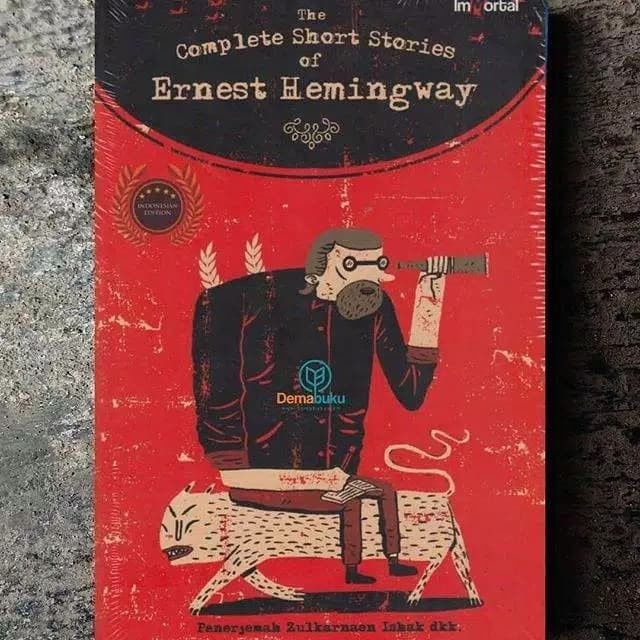 Immortal
The
Complete Short Stories
of
Ernest Hemingway
INDONESIAN
EDITION
Demabuku
Penerjemah Zulkarnaen Ishak dkk.